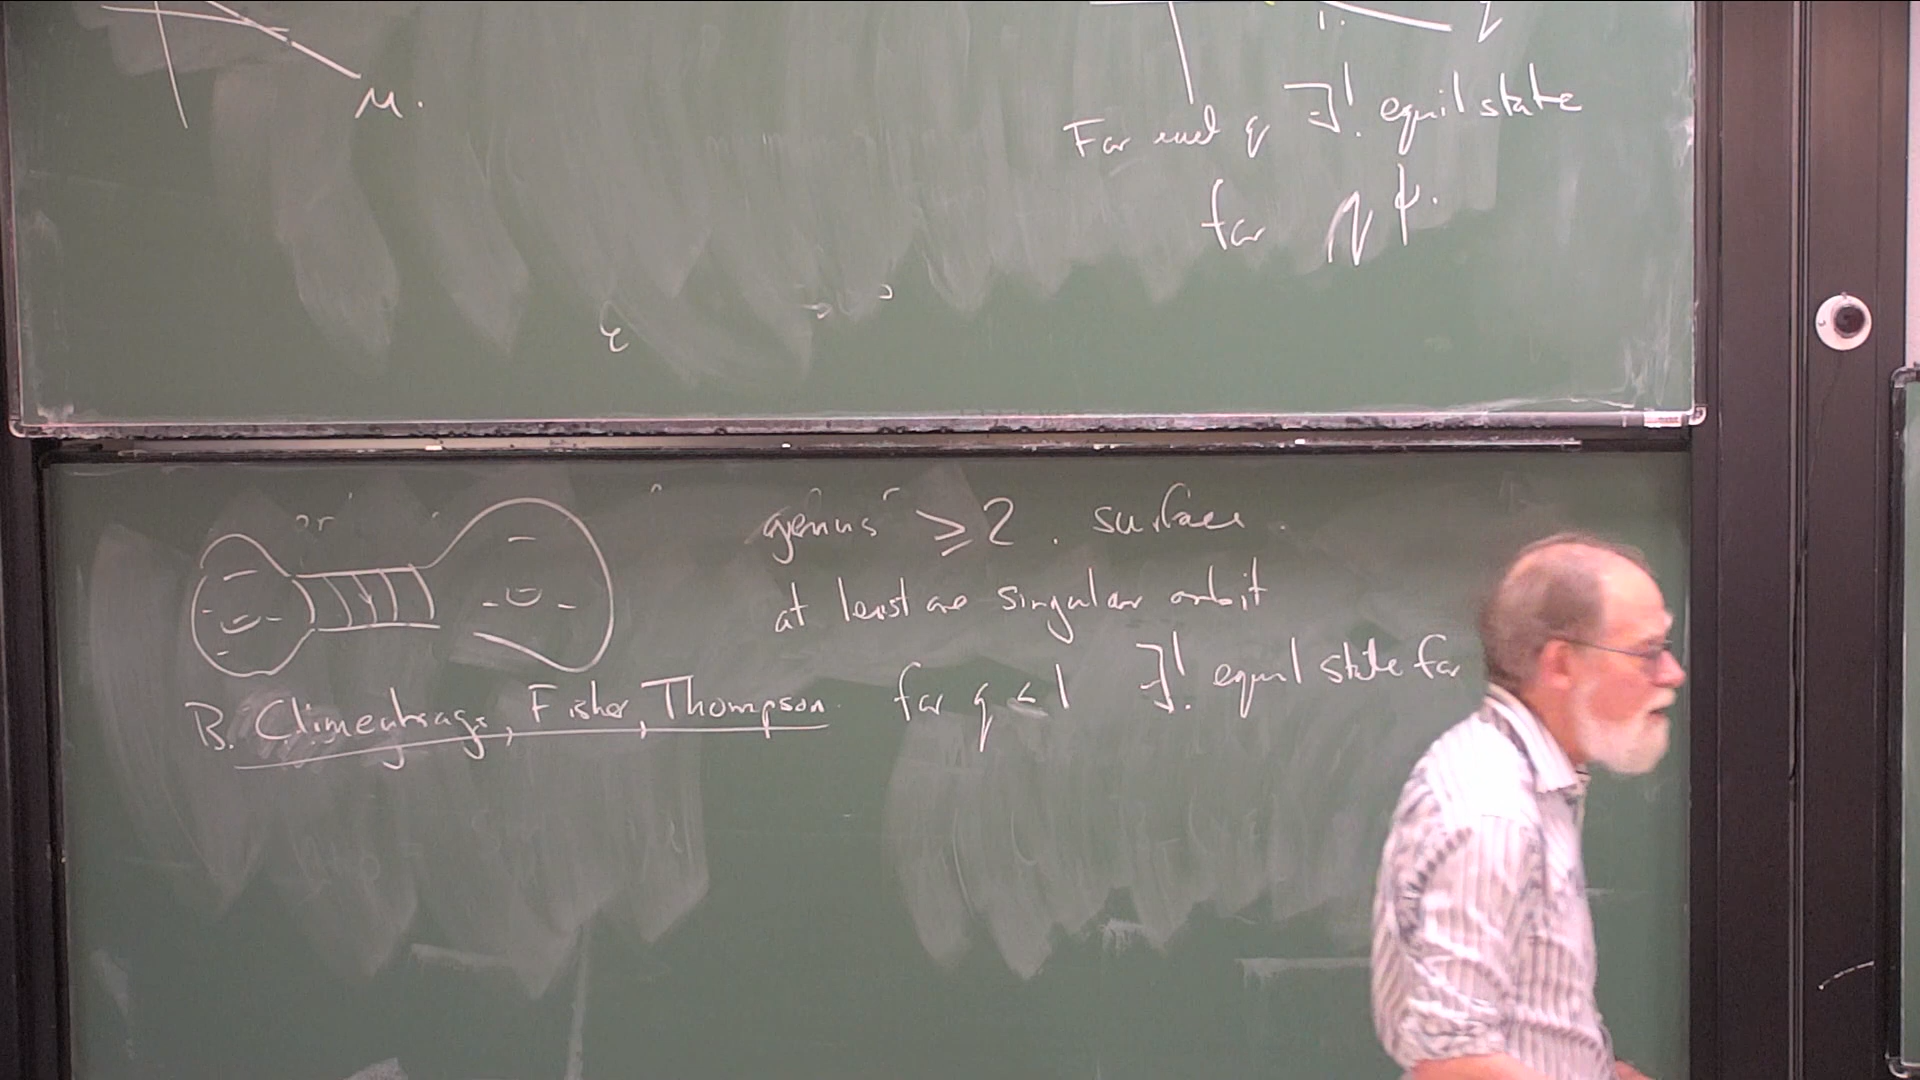 μ.
For each q ∃! equil state
for qφ.
or
genus ≥ 2. surface.
at least one singular orbit
B. Climenhaga, Fisher, Thompson. for q < 1 ∃! equil state for